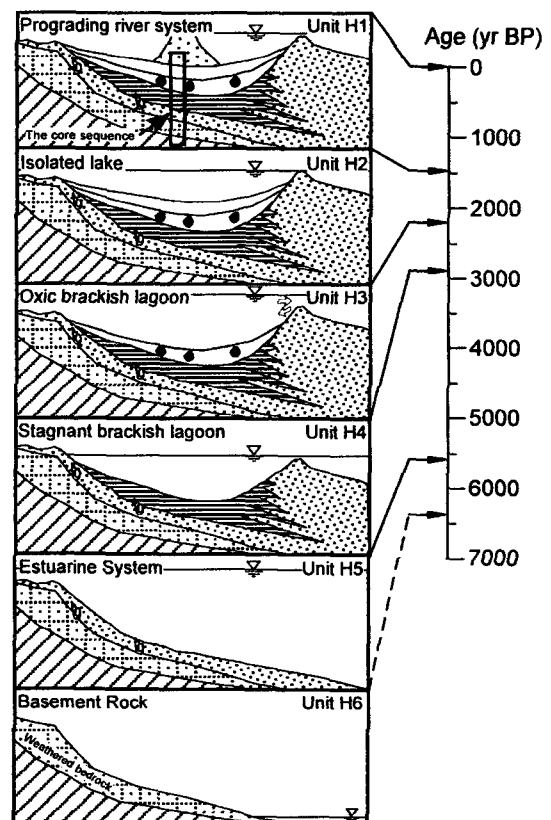 Prograding river system Unit H1
The core sequence
Isolated lake Unit H2
Oxic brackish lagoon Unit H3
Stagnant brackish lagoon Unit H4
Estuarine System Unit H5
Basement Rock Unit H6
Weathered bedrock
Age (yr BP)
0
1000
2000
3000
4000
5000
6000
7000